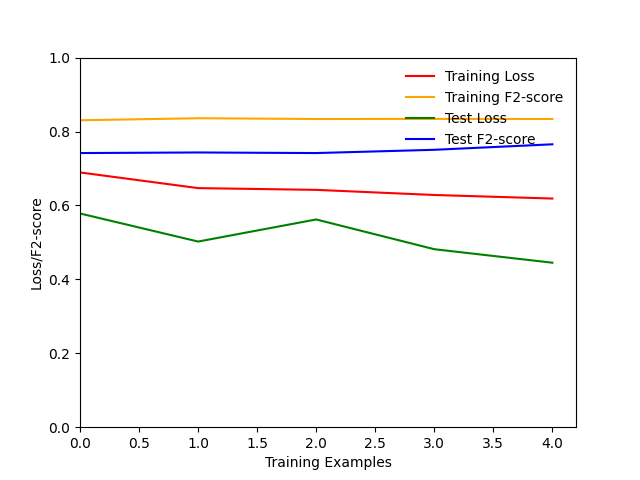 1.0
0.8
0.6
0.4
0.2
0.0
Loss/F2-score
Training Loss
Training F2-score
Test Loss
Test F2-score
0.0 0.5 1.0 1.5 2.0 2.5 3.0 3.5 4.0
Training Examples